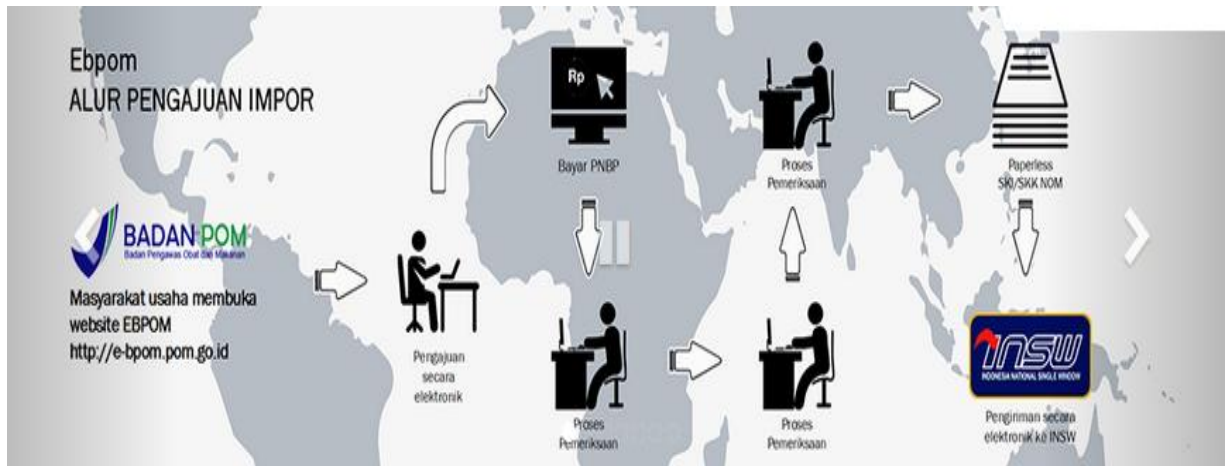 Ebpom
ALUR PENGAJUAN IMPOR
BADAN POM
Badan Pengawas Obat dan Makanan
Masyarakat usaha membuka
website EBPOM
http://e-bpom.pom.go.id
Pengajuan
secara
elektronik
Rp
Bayar PNBP
Proses
Pemeriksaan
Proses
Pemeriksaan
Proses
Pemeriksaan
Paperless
SKI/SKK NOM
INSW
INDONESIA NATIONAL SINGLE WINDOW
Pengiriman secara
elektronik ke INSW